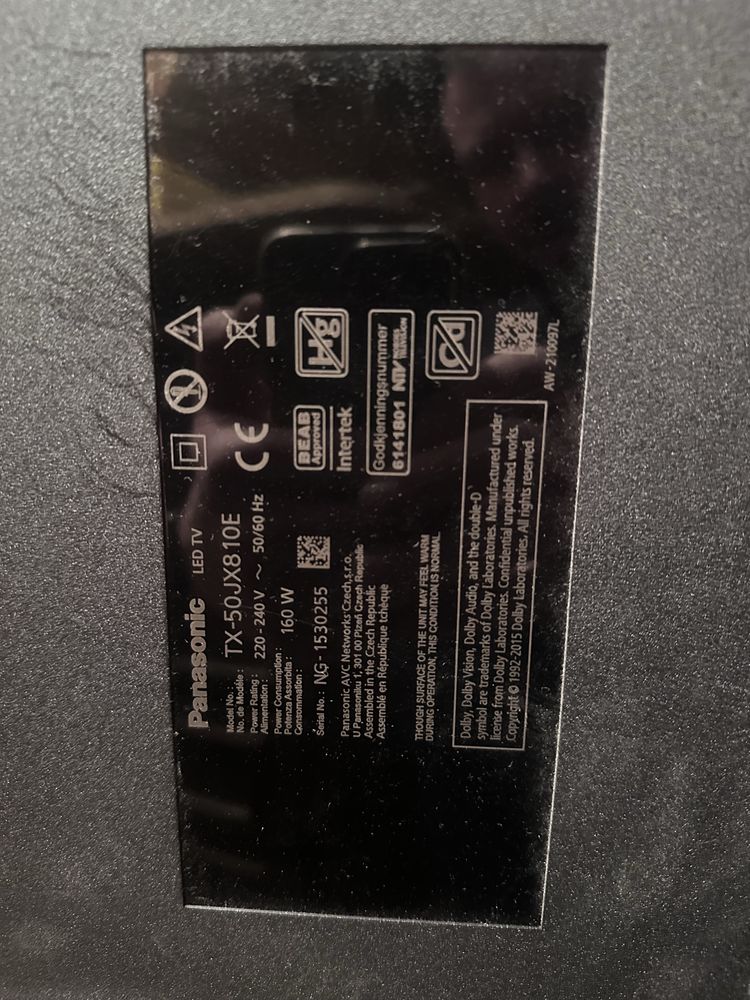 Panasonic LED TV
Model No. :
No. de Modèle :
TX-50JX810E
Power Rating :
Alimentation :
220 - 240 V ~ 50/60 Hz
Power Consumption :
Potenza Assorbita :
Consommation :
160 W
Serial No. : NG-1530255
Panasonic AVC Networks Czech,s.r.o.
U Panasoniku 1, 301 00 Plzeň Czech Republic
Assembled in the Czech Republic
Assemblé en République tchèque
THOUGH SURFACE OF THE UNIT MAY FEEL WARM
DURING OPERATION, THIS CONDITION IS NORMAL
CE
BEAB
Approved
Intertek
Hg
Godkjenningsnummer
6141801 NTV
Cd
Dolby, Dolby Vision, Dolby Audio, and the double-D
symbol are trademarks of Dolby Laboratories. Manufactured under
license from Dolby Laboratories. Confidential unpublished works.
Copyright © 1992-2015 Dolby Laboratories. All rights reserved.
AW -210097L